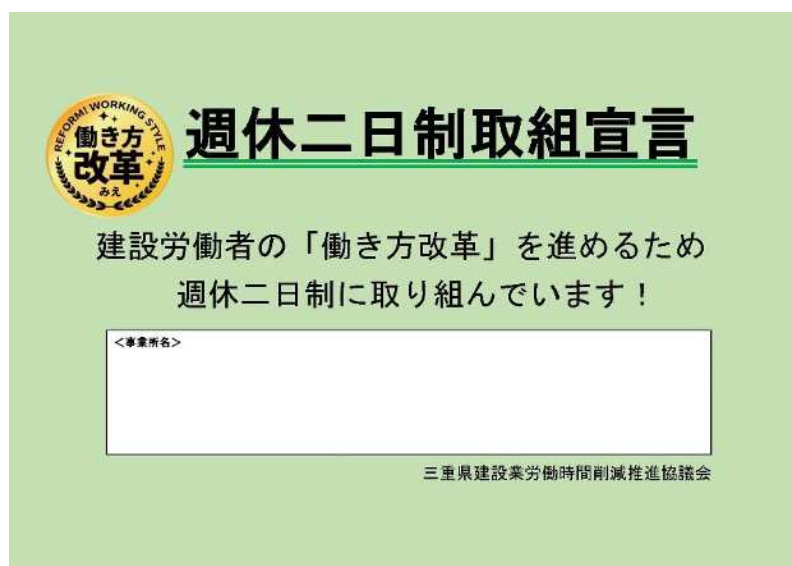 REFORM! WORKING STYLE
働き方
改革
みえ
週休二日制取組宣言
建設労働者の「働き方改革」を進めるため
週休二日制に取り組んでいます！
＜事業所名＞
三重県建設業労働時間削減推進協議会